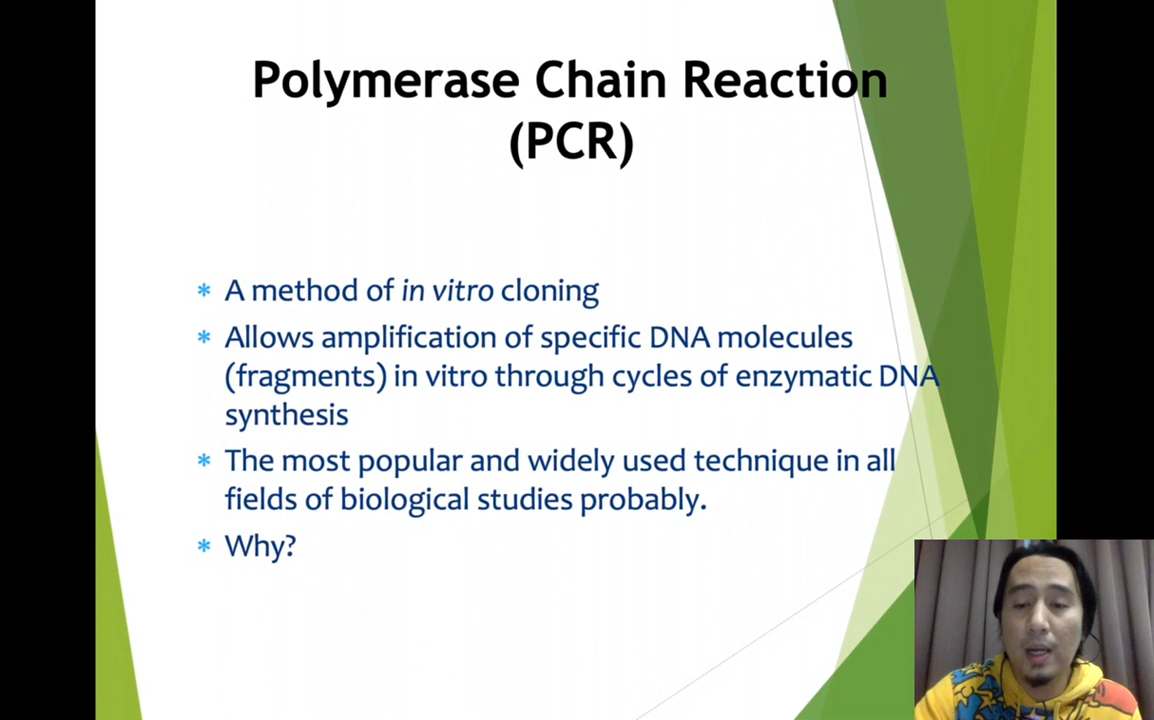 Polymerase Chain Reaction
(PCR)
* A method of in vitro cloning
* Allows amplification of specific DNA molecules
(fragments) in vitro through cycles of enzymatic DNA
synthesis
* The most popular and widely used technique in all
fields of biological studies probably.
* Why?